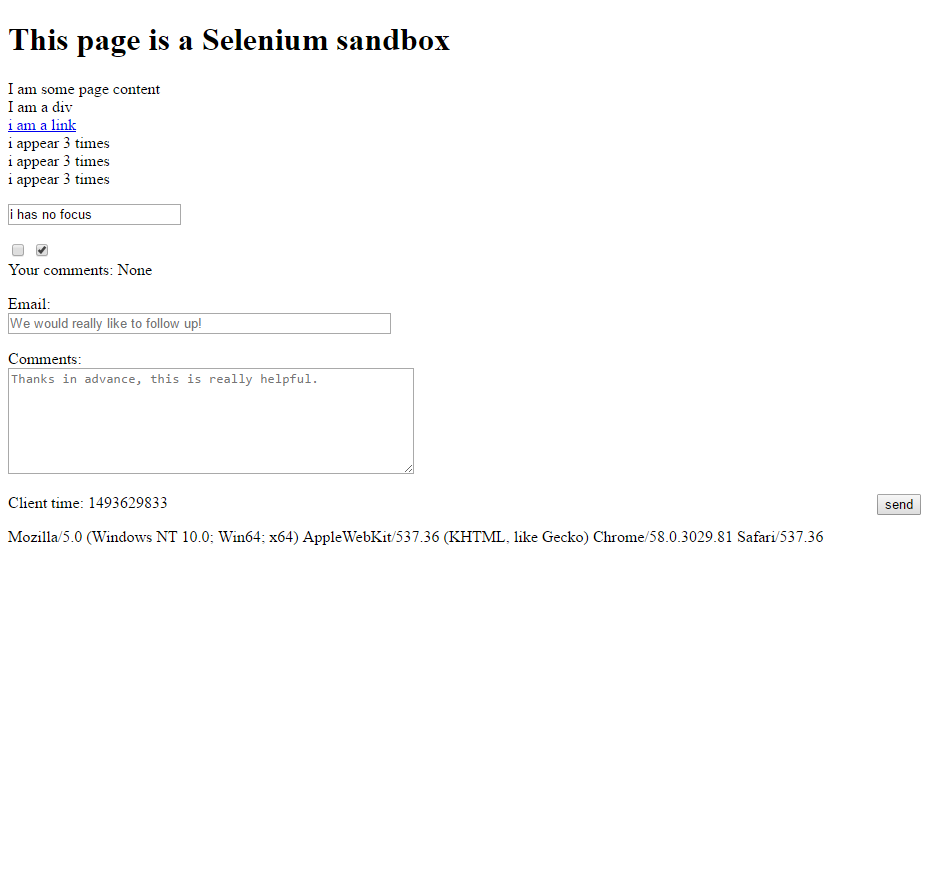 This page is a Selenium sandbox
I am some page content
I am a div
i am a link
i appear 3 times
i appear 3 times
i appear 3 times
i has no focus
Your comments: None
Email:
We would really like to follow up!
Comments:
Thanks in advance, this is really helpful.
Client time: 1493629833
send
Mozilla/5.0 (Windows NT 10.0; Win64; x64) AppleWebKit/537.36 (KHTML, like Gecko) Chrome/58.0.3029.81 Safari/537.36